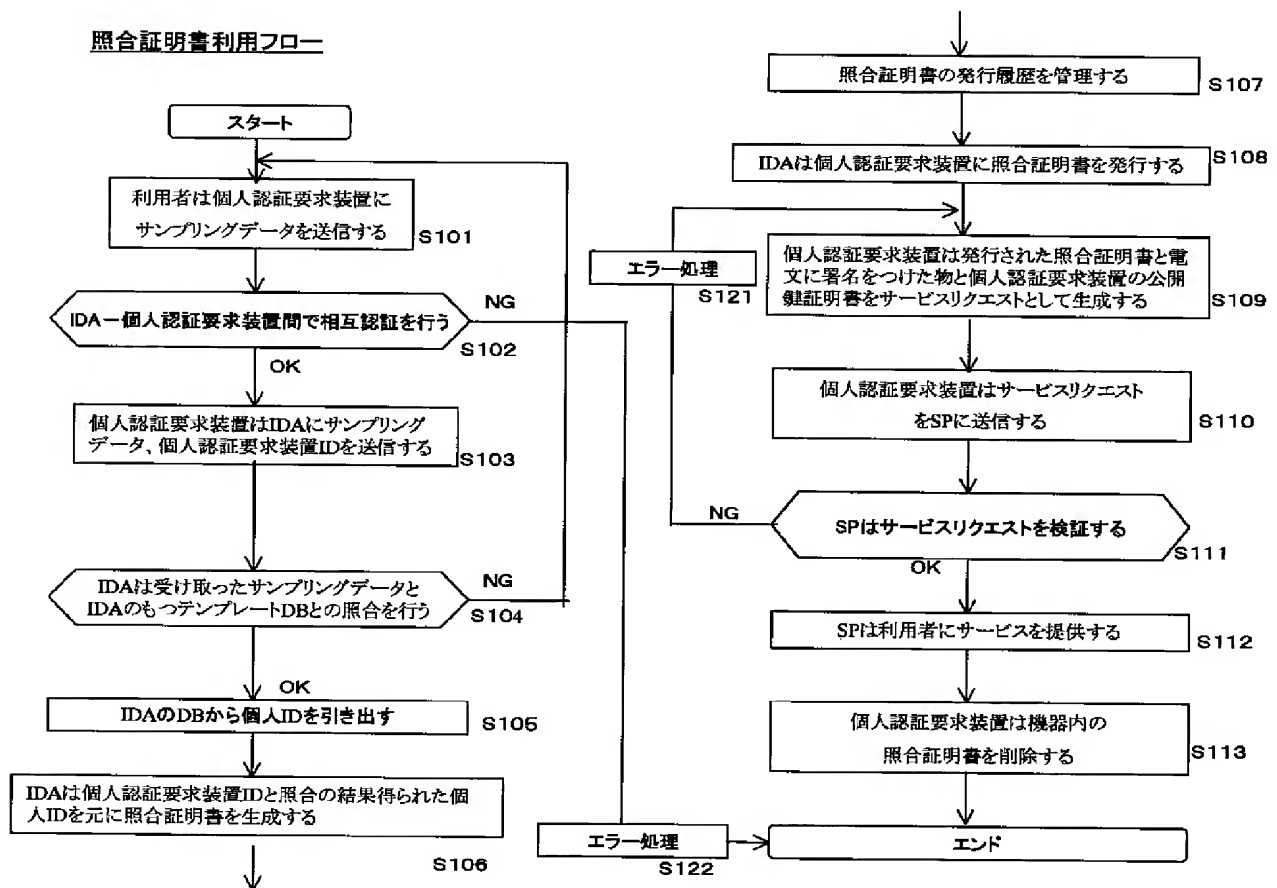 照合証明書利用フロー
スタート
利用者は個人認証要求装置に
サンプリングデータを送信する
S101
IDA－個人認証要求装置間で相互認証を行う
NG
S102
OK
個人認証要求装置はIDAにサンプリング
データ、個人認証要求装置IDを送信する
S103
IDAは受け取ったサンプリングデータと
IDAのもつテンプレートDBとの照合を行う
NG
S104
OK
IDAのDBから個人IDを引き出す
S105
IDAは個人認証要求装置IDと照合の結果得られた個
人IDを元に照合証明書を生成する
S106
照合証明書の発行履歴を管理する
S107
IDAは個人認証要求装置に照合証明書を発行する
S108
エラー処理
S121
個人認証要求装置は発行された照合証明書と電
文に署名をつけた物と個人認証要求装置の公開
鍵証明書をサービスリクエストとして生成する
S109
個人認証要求装置はサービスリクエスト
をSPに送信する
S110
NG
SPはサービスリクエストを検証する
S111
OK
SPは利用者にサービスを提供する
S112
個人認証要求装置は機器内の
照合証明書を削除する
S113
エラー処理
S122
エンド